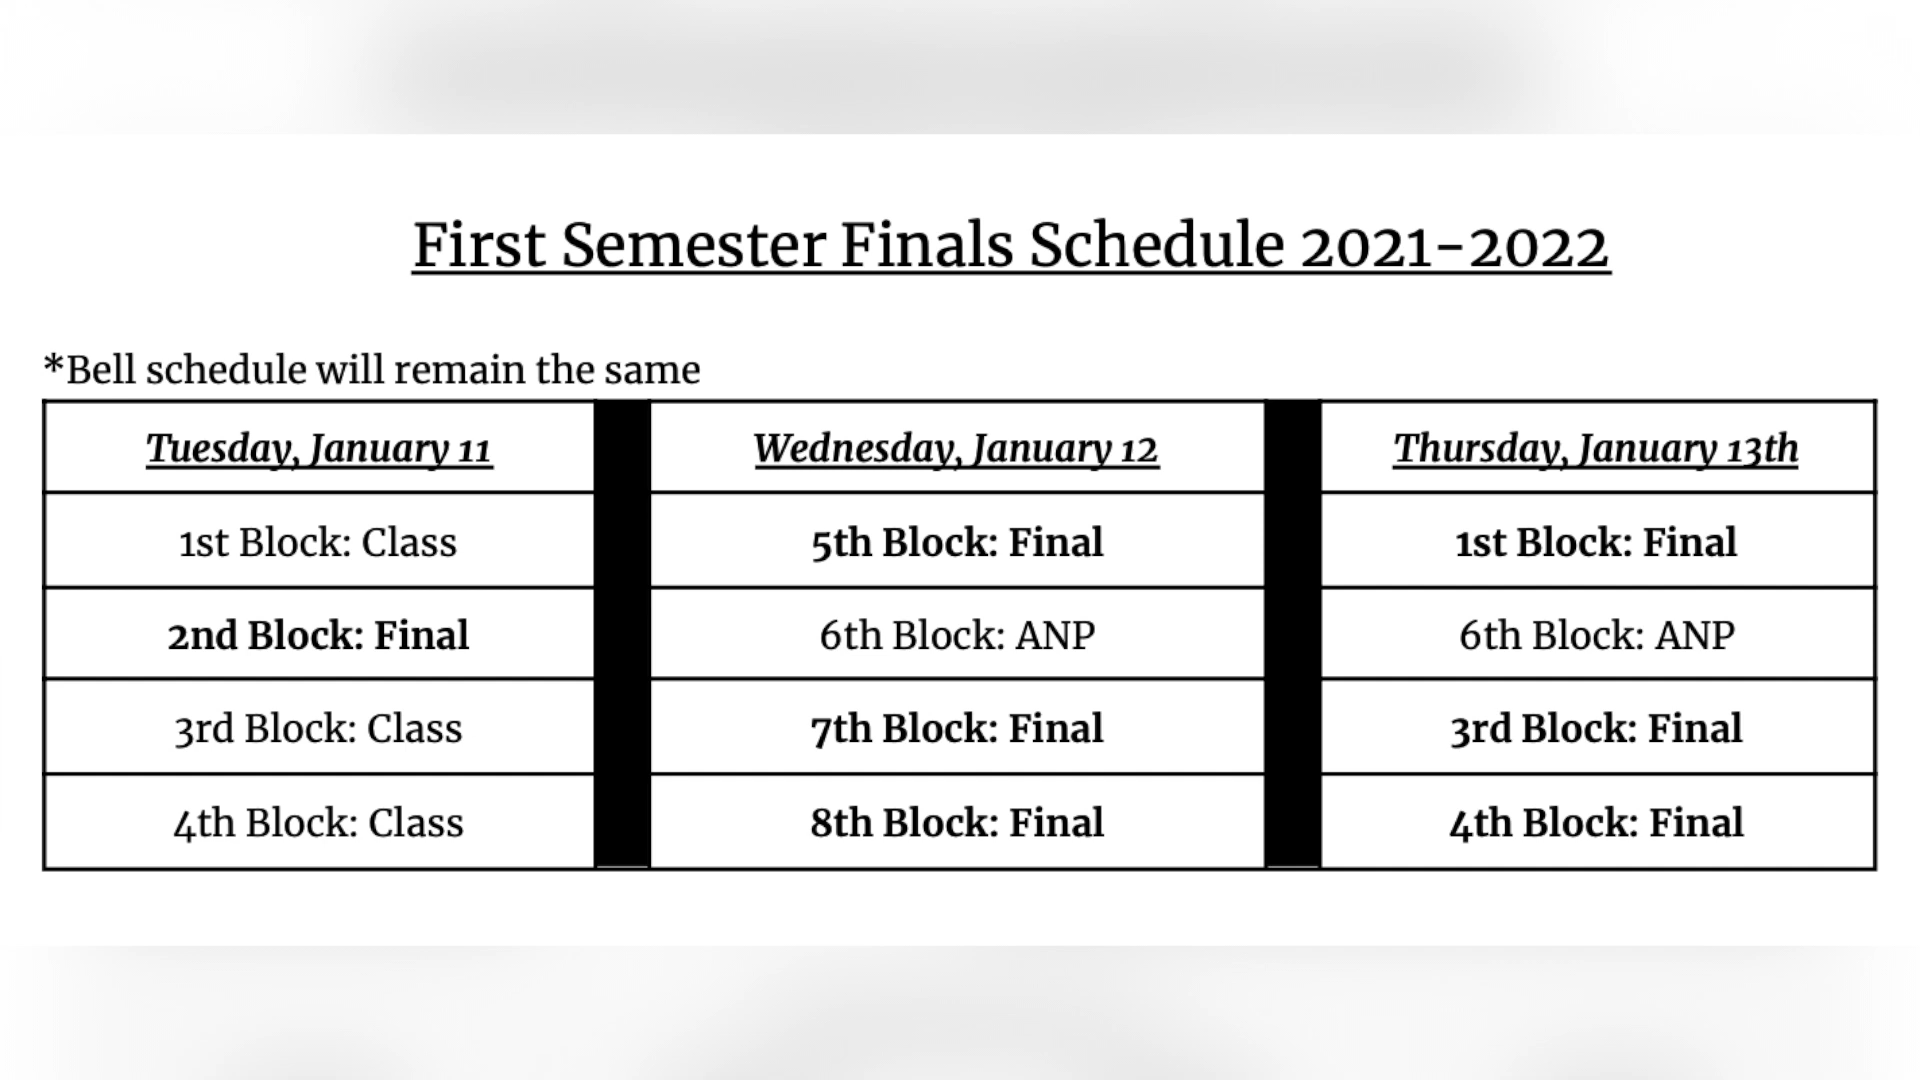 First Semester Finals Schedule 2021-2022
*Bell schedule will remain the same
Tuesday, January 11 Wednesday, January 12 Thursday, January 13th
1st Block: Class 5th Block: Final 1st Block: Final
2nd Block: Final 6th Block: ANP 6th Block: ANP
3rd Block: Class 7th Block: Final 3rd Block: Final
4th Block: Class 8th Block: Final 4th Block: Final